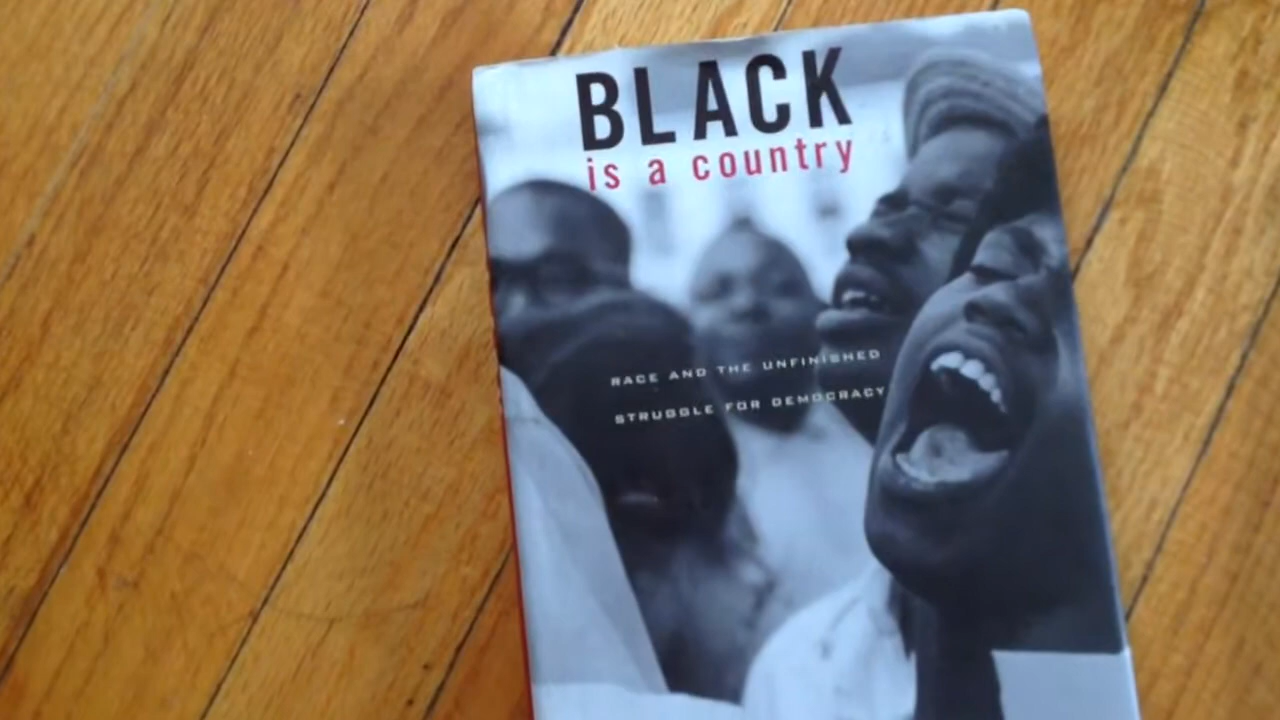 BLACK
is a country
RACE AND THE UNFINISHED
STRUGGLE FOR DEMOCRACY